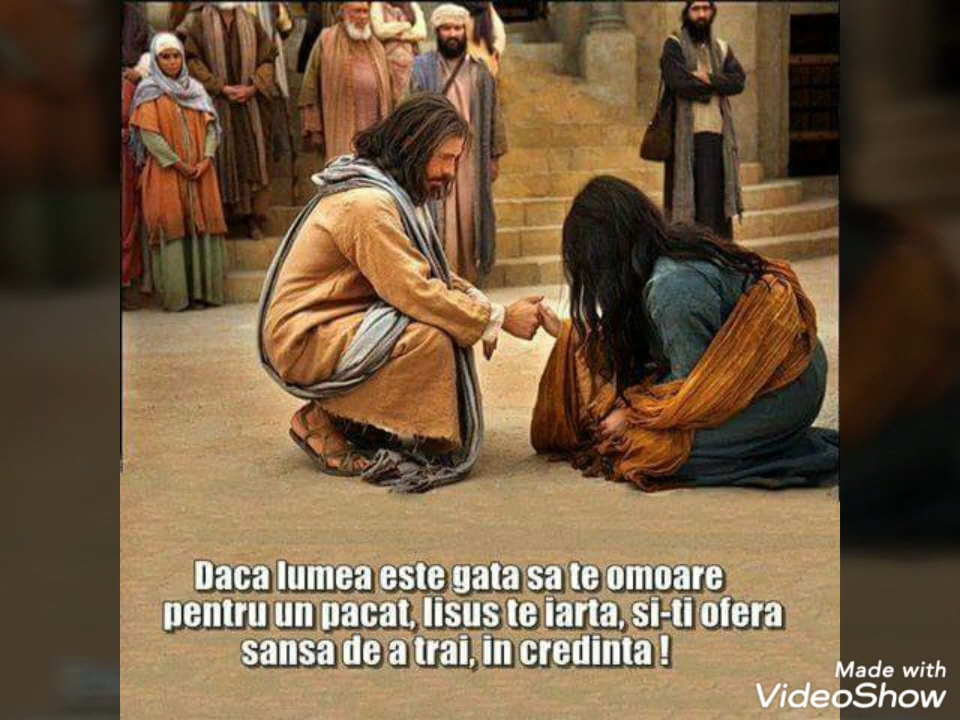 Daca lumea este gata sa te omoare
pentru un pacat, Iisus te iarta, si-ti ofera
sansa de a trai, in credinta !
Made with
VideoShow